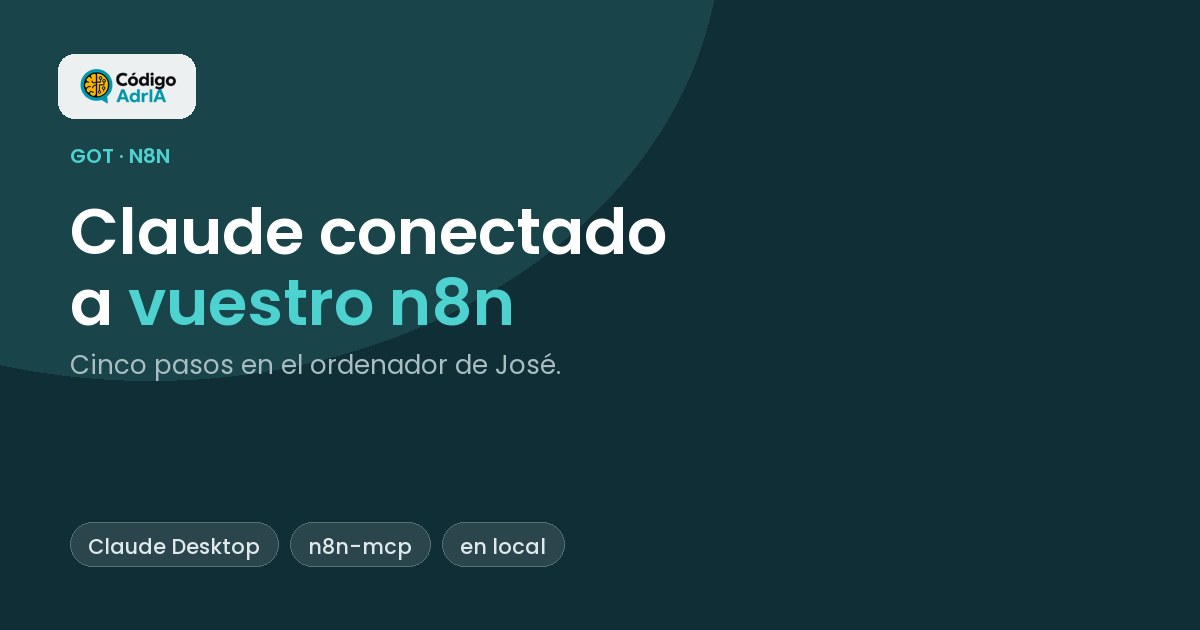 Código
AdrIA
GOT · N8N
Claude conectado
a vuestro n8n
Cinco pasos en el ordenador de José.
Claude Desktop
n8n-mcp
en local